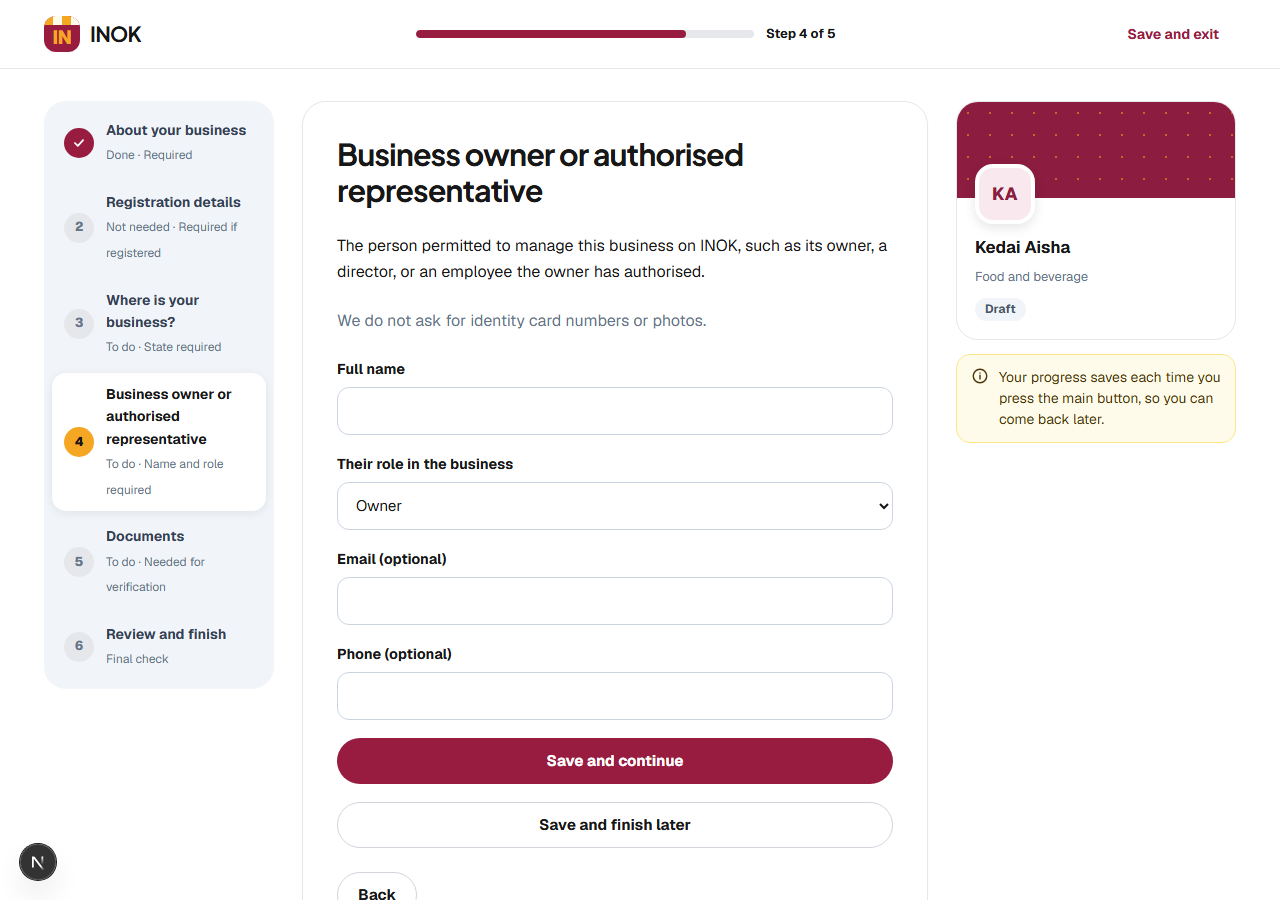 IN INOK
Step 4 of 5
Save and exit
About your business
Done · Required
2
Registration details
Not needed · Required if
registered
3
Where is your
business?
To do · State required
4
Business owner or
authorised
representative
To do · Name and role
required
5
Documents
To do · Needed for
verification
6
Review and finish
Final check
Business owner or authorised
representative
The person permitted to manage this business on INOK, such as its owner, a
director, or an employee the owner has authorised.
We do not ask for identity card numbers or photos.
Full name
Their role in the business
Owner
Email (optional)
Phone (optional)
Save and continue
Save and finish later
Back
KA
Kedai Aisha
Food and beverage
Draft
Your progress saves each time you
press the main button, so you can
come back later.
N